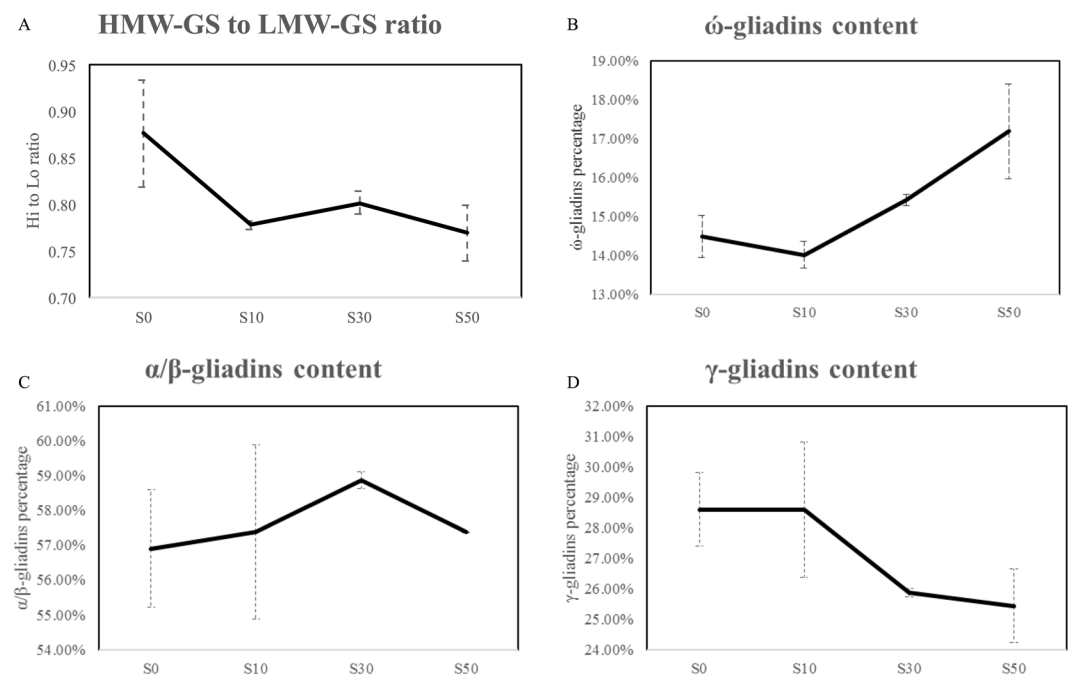 A
HMW-GS to LMW-GS ratio
0.95
0.90
0.85
0.80
0.75
0.70
Hi to Lo ratio
S0 S10 S30 S50
B
ώ-gliadins content
19.00%
18.00%
17.00%
16.00%
15.00%
14.00%
13.00%
ώ-gliadins percentage
S0 S10 S30 S50
C
α/β-gliadins content
61.00%
60.00%
59.00%
58.00%
57.00%
56.00%
55.00%
54.00%
α/β-gliadins percentage
S0 S10 S30 S50
D
γ-gliadins content
32.00%
31.00%
30.00%
29.00%
28.00%
27.00%
26.00%
25.00%
24.00%
γ-gliadins percentage
S0 S10 S30 S50